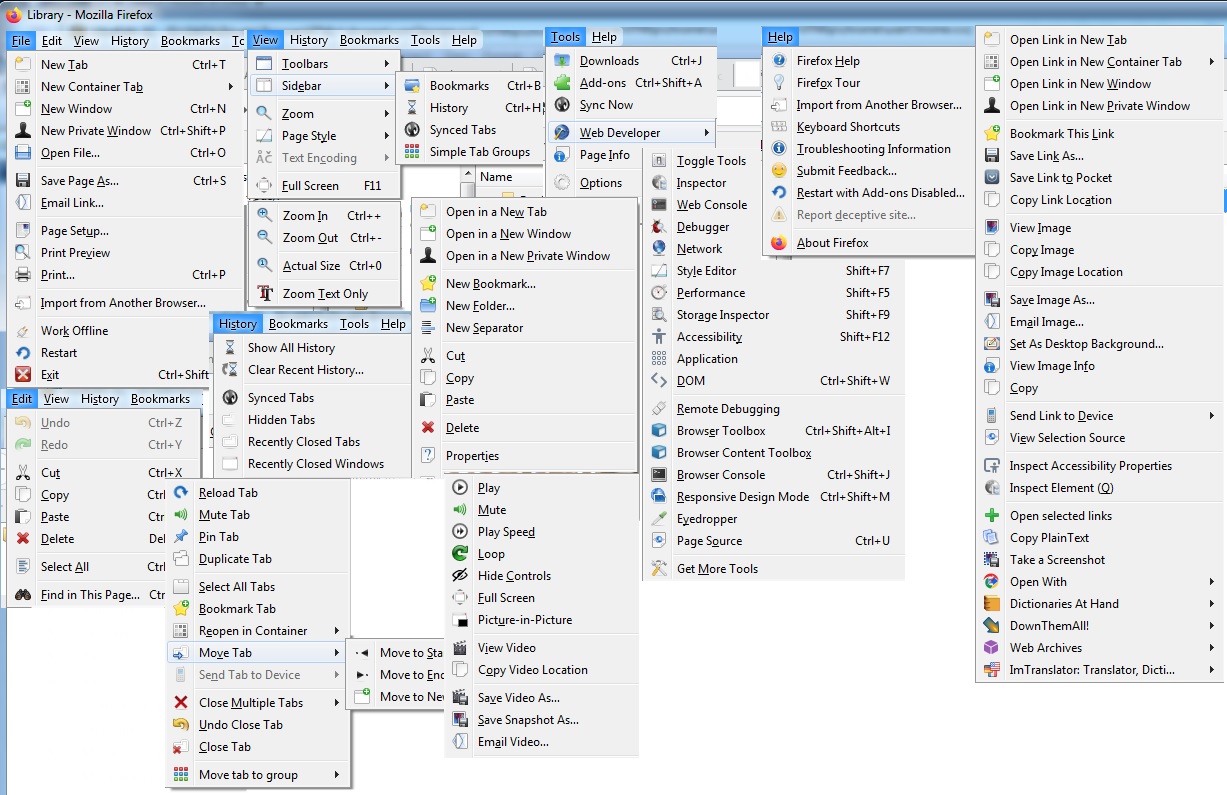 Library - Mozilla Firefox
File Edit View History Bookmarks
New Tab Ctrl+T
New Container Tab
New Window Ctrl+N
New Private Window Ctrl+Shift+P
Open File... Ctrl+O
Save Page As... Ctrl+S
Email Link...
Page Setup...
Print Preview
Print... Ctrl+P
Import from Another Browser...
Work Offline
Restart
Exit Ctrl+Shift
Edit View History Bookmarks
Undo Ctrl+Z
Redo Ctrl+Y
Cut Ctrl+X
Copy Ctrl
Paste Ctr
Delete Del
Select All Ctrl
Find in This Page... Ctr
View History Bookmarks Tools Help
Toolbars
Sidebar
Zoom
Page Style
Text Encoding
Full Screen F11
Bookmarks Ctrl+B
History Ctrl+H
Synced Tabs
Simple Tab Groups
Zoom In Ctrl++
Zoom Out Ctrl+-
Actual Size Ctrl+0
Zoom Text Only
History Bookmarks Tools Help
Show All History
Clear Recent History...
Synced Tabs
Hidden Tabs
Recently Closed Tabs
Recently Closed Windows
Reload Tab
Mute Tab
Pin Tab
Duplicate Tab
Select All Tabs
Bookmark Tab
Reopen in Container
Move Tab
Send Tab to Device
Close Multiple Tabs
Undo Close Tab
Close Tab
Move tab to group
Move to Sta
Move to End
Move to New
Name
Open in a New Tab
Open in a New Window
Open in a New Private Window
New Bookmark...
New Folder...
New Separator
Cut
Copy
Paste
Delete
Properties
Play
Mute
Play Speed
Loop
Hide Controls
Full Screen
Picture-in-Picture
View Video
Copy Video Location
Save Video As...
Save Snapshot As...
Email Video...
Tools Help
Downloads Ctrl+J
Add-ons Ctrl+Shift+A
Sync Now
Web Developer
Page Info
Options
Toggle Tools
Inspector
Web Console
Debugger
Network
Style Editor Shift+F7
Performance Shift+F5
Storage Inspector Shift+F9
Accessibility Shift+F12
Application
DOM Ctrl+Shift+W
Remote Debugging
Browser Toolbox Ctrl+Shift+Alt+I
Browser Content Toolbox
Browser Console Ctrl+Shift+J
Responsive Design Mode Ctrl+Shift+M
Eyedropper
Page Source Ctrl+U
Get More Tools
Help
Firefox Help
Firefox Tour
Import from Another Browser...
Keyboard Shortcuts
Troubleshooting Information
Submit Feedback...
Restart with Add-ons Disabled...
Report deceptive site...
About Firefox
Open Link in New Tab
Open Link in New Container Tab
Open Link in New Window
Open Link in New Private Window
Bookmark This Link
Save Link As...
Save Link to Pocket
Copy Link Location
View Image
Copy Image
Copy Image Location
Save Image As...
Email Image...
Set As Desktop Background...
View Image Info
Copy
Send Link to Device
View Selection Source
Inspect Accessibility Properties
Inspect Element (Q)
Open selected links
Copy PlainText
Take a Screenshot
Open With
Dictionaries At Hand
DownThemAll!
Web Archives
ImTranslator: Translator, Dicti...